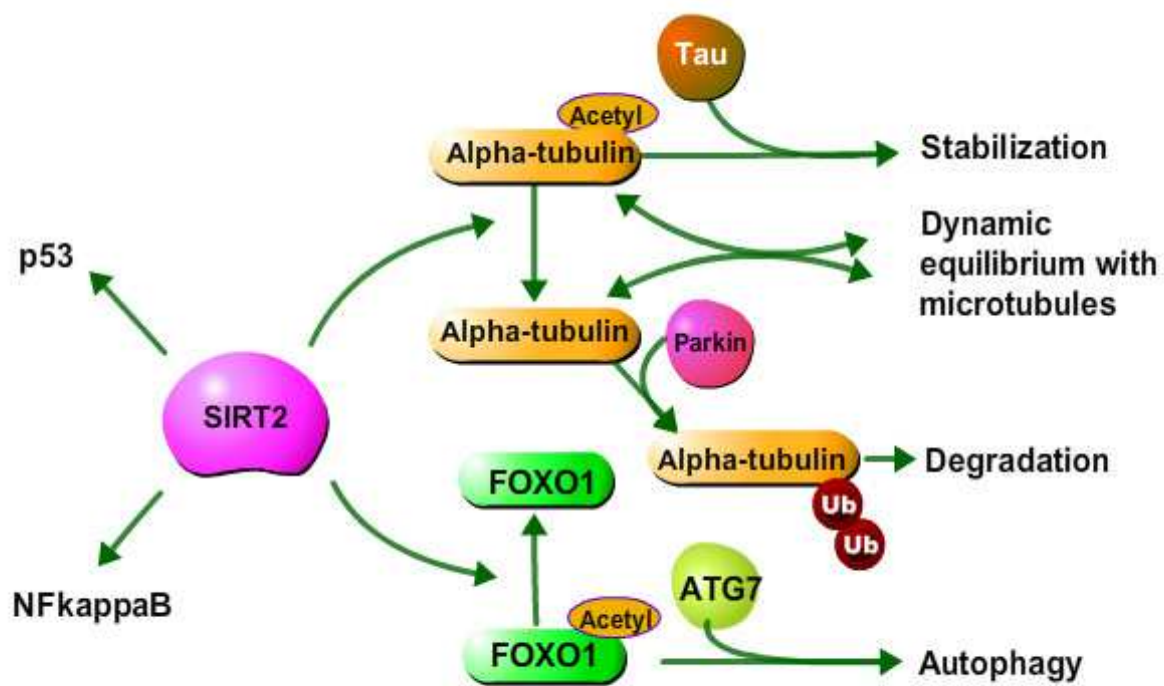 Tau
Acetyl
Alpha-tubulin
Stabilization
Dynamic
equilibrium with
microtubules
p53
Alpha-tubulin
Parkin
SIRT2
Alpha-tubulin
Degradation
FOXO1
Ub
Ub
ATG7
NFkappaB
Acetyl
FOXO1
Autophagy